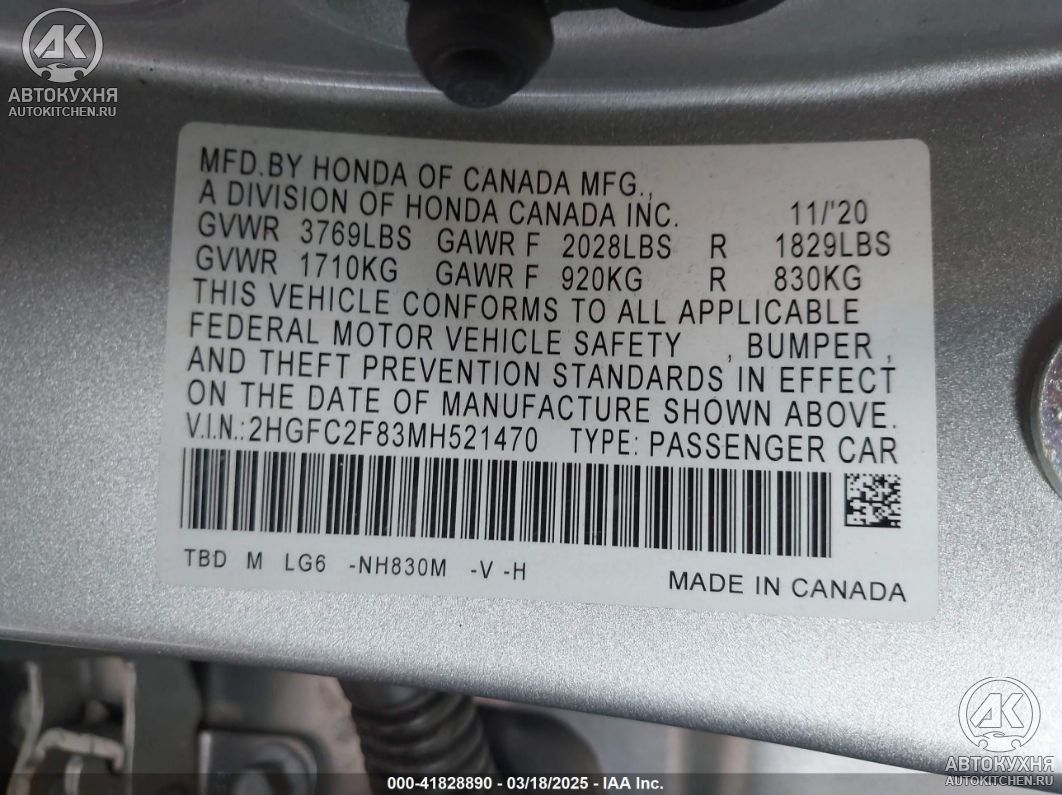 АК
АВТОКУХНЯ
AUTOKITCHEN.RU
MFD.BY HONDA OF CANADA MFG.,
A DIVISION OF HONDA CANADA INC. 11/'20
GVWR 3769LBS GAWR F 2028LBS R 1829LBS
GVWR 1710KG GAWR F 920KG R 830KG
THIS VEHICLE CONFORMS TO ALL APPLICABLE
FEDERAL MOTOR VEHICLE SAFETY , BUMPER ,
AND THEFT PREVENTION STANDARDS IN EFFECT
ON THE DATE OF MANUFACTURE SHOWN ABOVE.
V.I.N.:2HGFC2F83MH521470 TYPE: PASSENGER CAR
TBD M LG6 -NH830M -V -H
MADE IN CANADA
АК
АВТОКУХНЯ
AUTOKITCHEN.RU
000-41828890 - 03/18/2025 - IAA Inc.